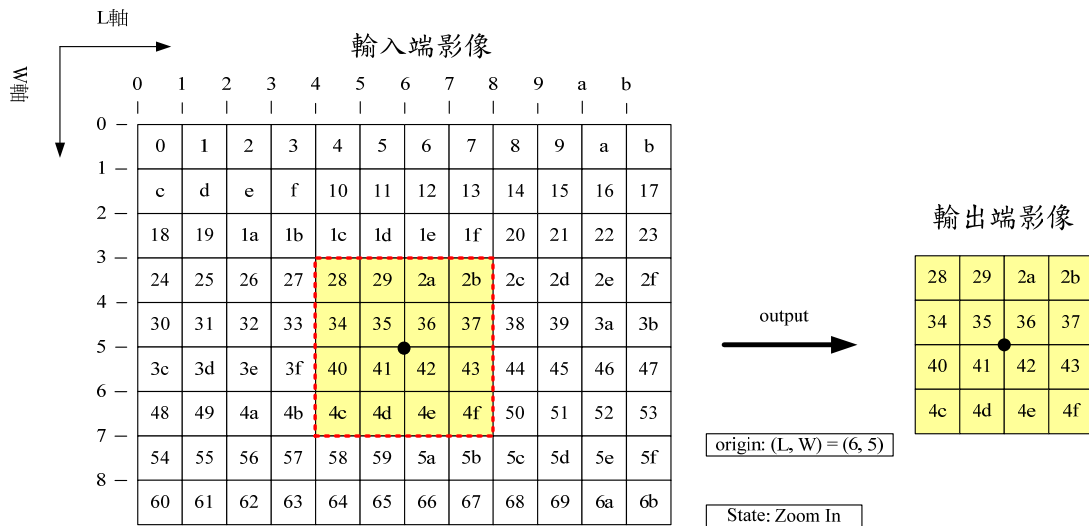 L軸
W軸
輸入端影像
0 1 2 3 4 5 6 7 8 9 a b
0
1
2
3
4
5
6
7
8
0 1 2 3 4 5 6 7 8 9 a b
c d e f 10 11 12 13 14 15 16 17
18 19 1a 1b 1c 1d 1e 1f 20 21 22 23
24 25 26 27 28 29 2a 2b 2c 2d 2e 2f
30 31 32 33 34 35 36 37 38 39 3a 3b
3c 3d 3e 3f 40 41 42 43 44 45 46 47
48 49 4a 4b 4c 4d 4e 4f 50 51 52 53
54 55 56 57 58 59 5a 5b 5c 5d 5e 5f
60 61 62 63 64 65 66 67 68 69 6a 6b
output
origin: (L, W) = (6, 5)
State: Zoom In
輸出端影像
28 29 2a 2b
34 35 36 37
40 41 42 43
4c 4d 4e 4f